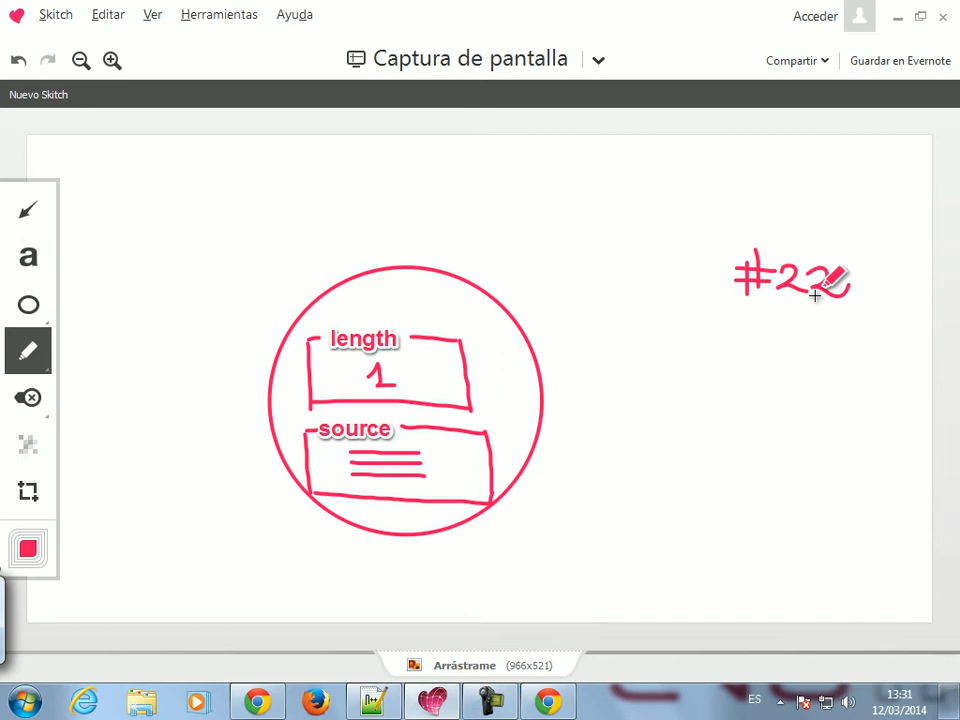 Skitch Editar Ver Herramientas Ayuda Acceder
Captura de pantalla Compartir Guardar en Evernote
Nuevo Skitch
a
#22
length
1
source
Arrástrame (966x521)
ES 13:31
12/03/2014